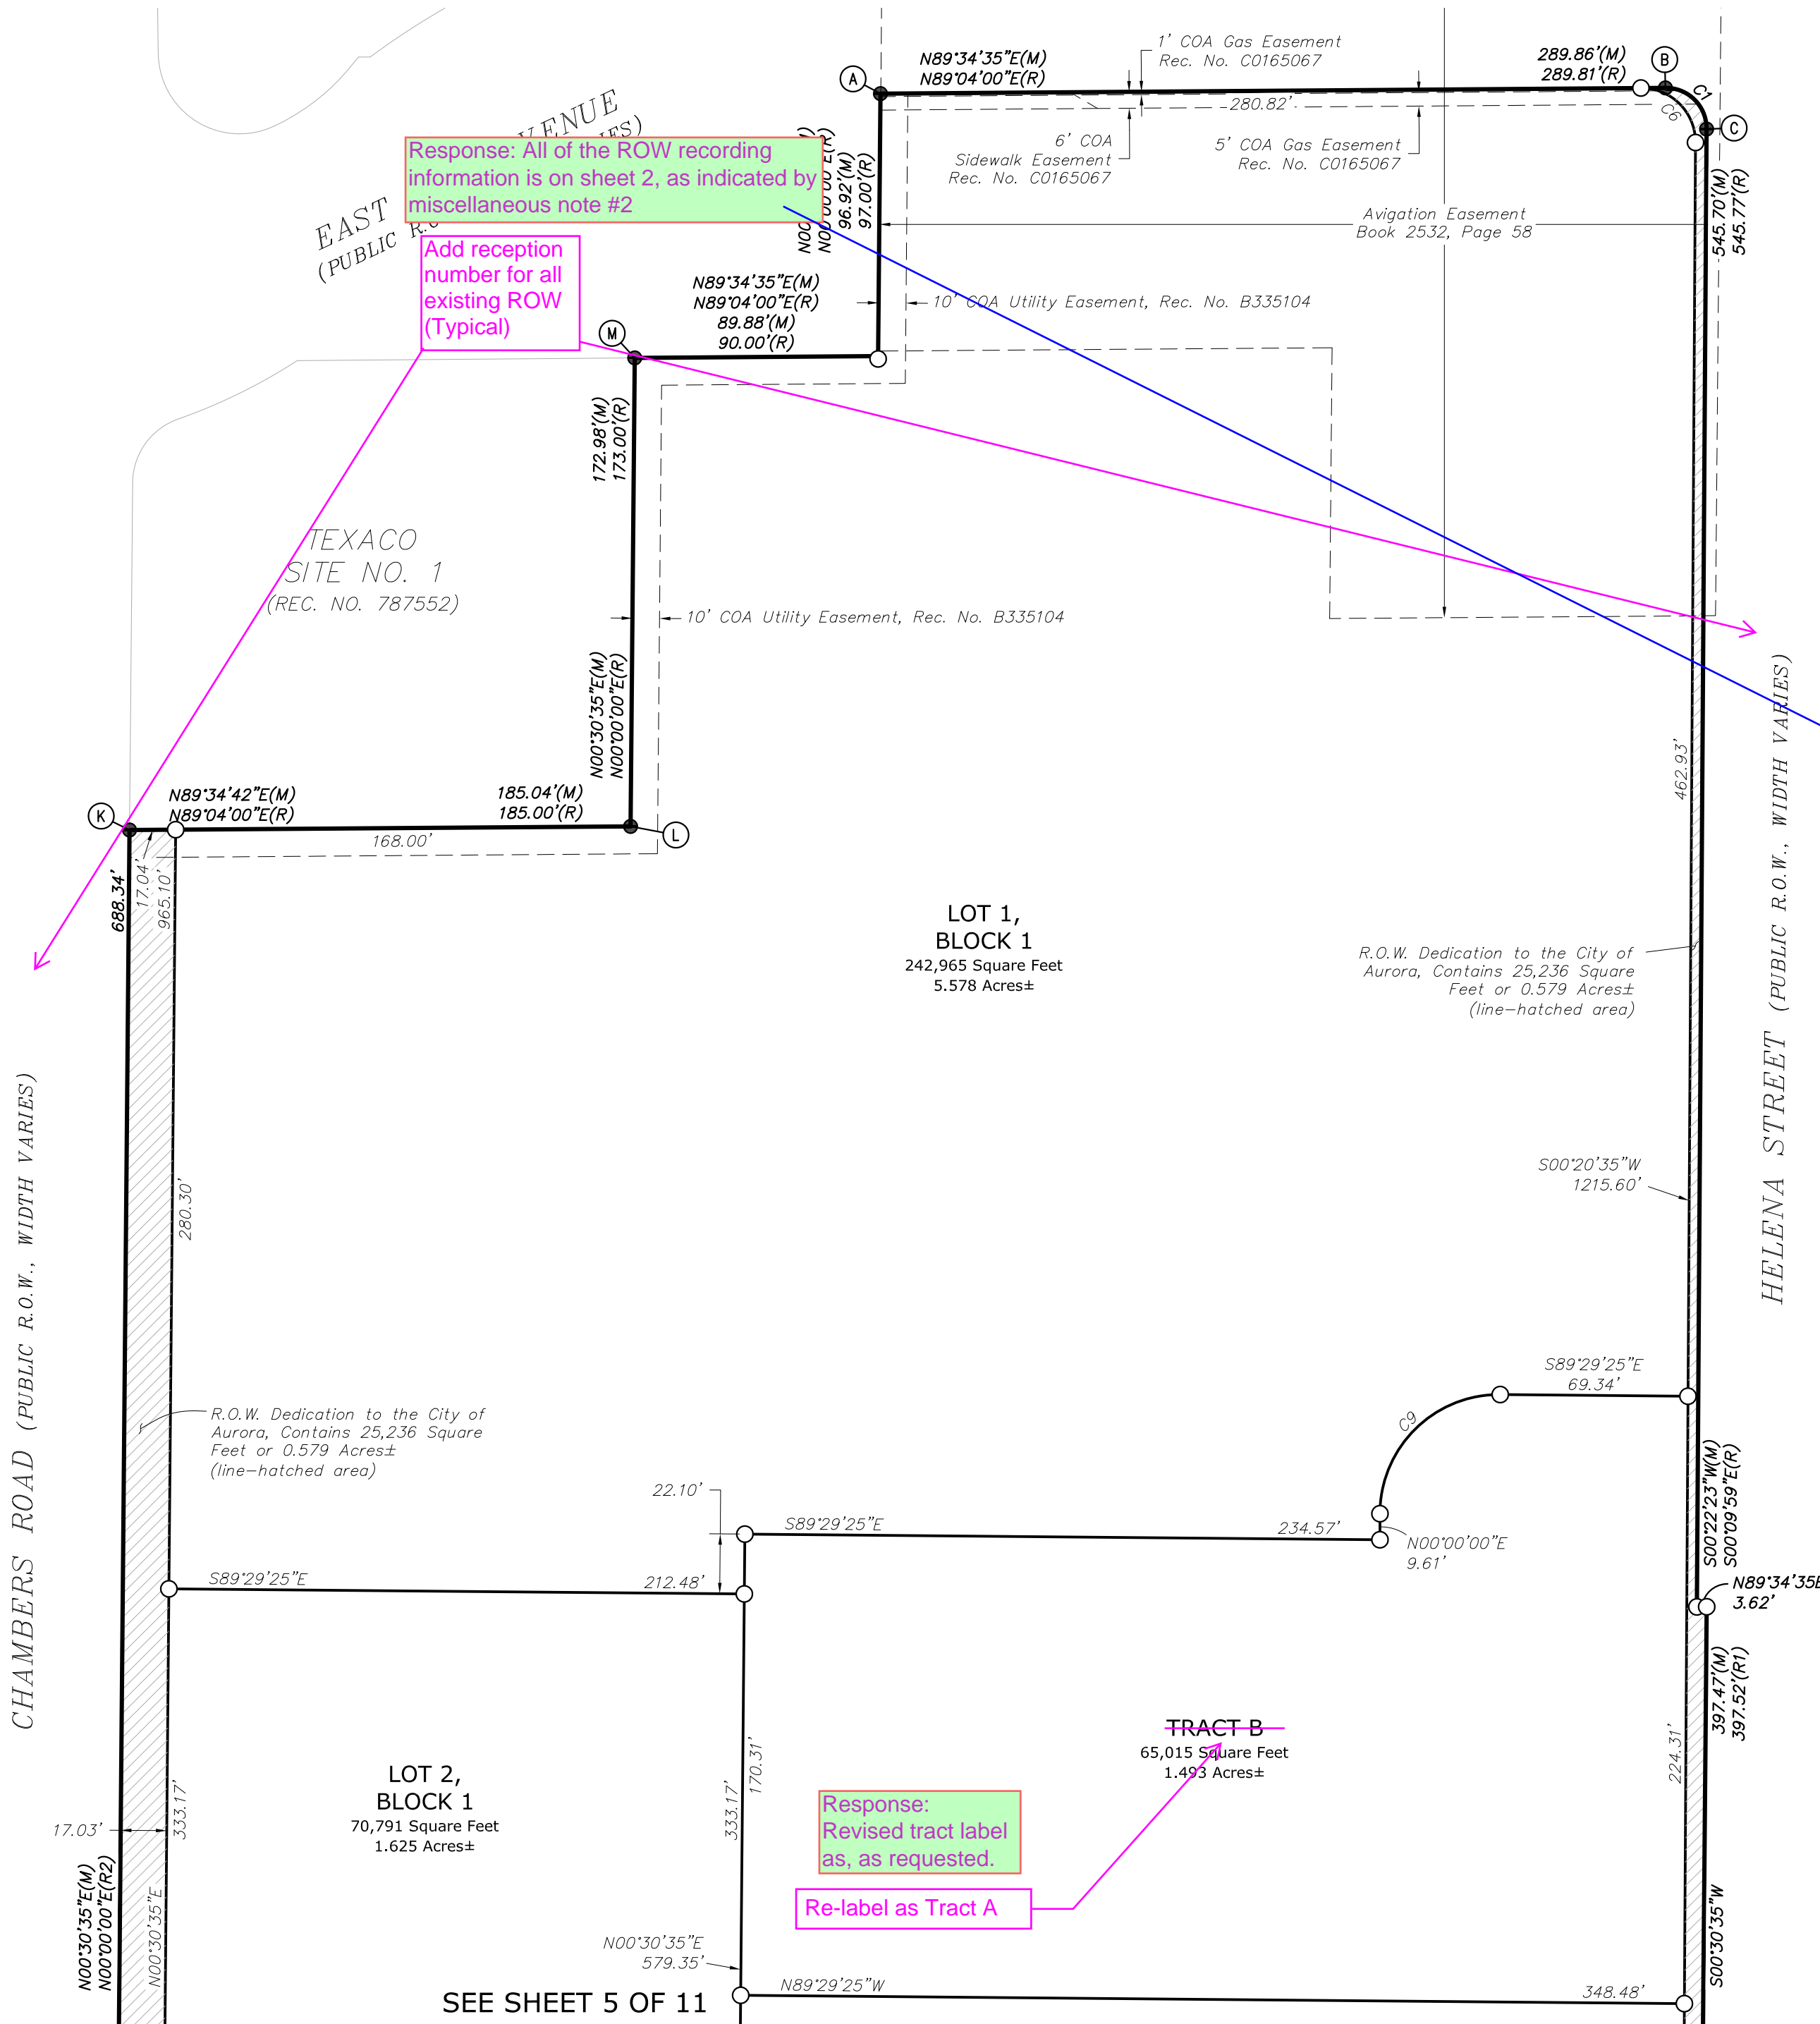 1' COA Gas Easement
Rec. No. C0165067
N89°34'35"E(M)
N89°04'00"E(R)
289.86'(M)
289.81'(R)
A
B
C1
C6
C
280.82'
6' COA
Sidewalk Easement
Rec. No. C0165067
5' COA Gas Easement
Rec. No. C0165067
545.70'(M)
545.77'(R)
96.92'(M)
97.00'(R)
Avigation Easement
Book 2532, Page 58
EAST
(PUBLIC
Response: All of the ROW recording
information is on sheet 2, as indicated by
miscellaneous note #2
Add reception
number for all
existing ROW
(Typical)
N89°34'35"E(M)
N89°04'00"E(R)
89.88'(M)
90.00'(R)
10' COA Utility Easement, Rec. No. B335104
M
172.98'(M)
173.00'(R)
TEXACO
SITE NO. 1
(REC. NO. 787552)
10' COA Utility Easement, Rec. No. B335104
N00°30'35"E(M)
N00°00'00"E(R)
462.93'
HELENA STREET (PUBLIC R.O.W., WIDTH VARIES)
N89°34'42"E(M)
N89°04'00"E(R)
185.04'(M)
185.00'(R)
K
L
168.00'
688.34'
17.04'
965.10'
LOT 1,
BLOCK 1
242,965 Square Feet
5.578 Acres±
R.O.W. Dedication to the City of
Aurora, Contains 25,236 Square
Feet or 0.579 Acres±
(line-hatched area)
CHAMBERS ROAD (PUBLIC R.O.W., WIDTH VARIES)
280.30'
S00°20'35"W
1215.60'
S89°29'25"E
69.34'
C9
R.O.W. Dedication to the City of
Aurora, Contains 25,236 Square
Feet or 0.579 Acres±
(line-hatched area)
22.10'
S89°29'25"E
234.57'
N00°00'00"E
9.61'
S00°22'23"W(M)
S00°09'59"E(R)
S89°29'25"E
212.48'
N89°34'35E
3.62'
397.47'(M)
397.52'(R1)
TRACT B
65,015 Square Feet
1.493 Acres±
170.31'
333.17'
224.31'
LOT 2,
BLOCK 1
70,791 Square Feet
1.625 Acres±
333.17'
17.03'
Response:
Revised tract label
as, as requested.
Re-label as Tract A
N00°30'35"E(M)
N00°00'00"E(R2)
N00°30'35"E
S00°30'35"W
N00°30'35"E
579.35'
N89°29'25"W
348.48'
SEE SHEET 5 OF 11